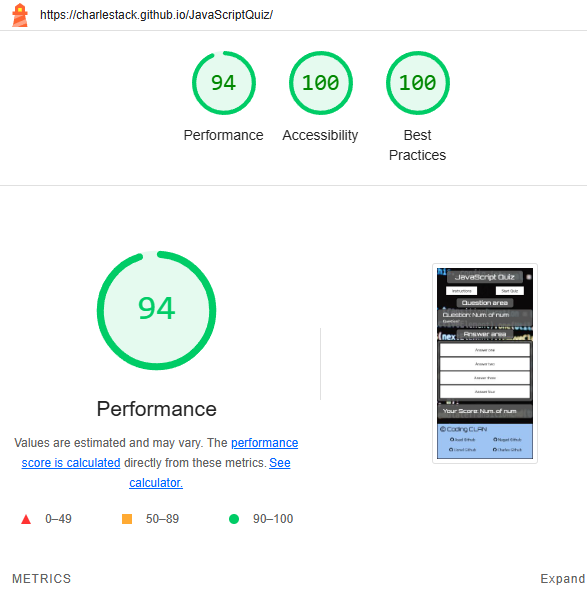 https://charlestack.github.io/JavaScriptQuiz/
94
100
100
Performance
Accessibility
Best
Practices
94
Performance
Values are estimated and may vary. The performance
score is calculated directly from these metrics. See
calculator.
0–49
50–89
90–100
JavaScript Quiz
Instructions
Start Quiz
Question area
Question: Num. of num
Answer area
Answer one
Answer two
Answer three
Answer four
Your Score: Num. of num
© Coding CLAN
METRICS
Expand